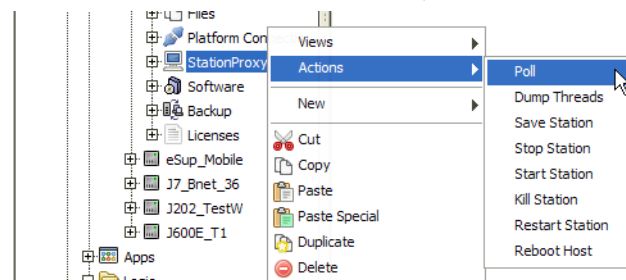 Files
Platform Con
StationProxy
Software
Backup
Licenses
eSup_Mobile
J7_Bnet_36
J202_TestW
J600E_T1
Apps
Views
Actions
New
Cut
Copy
Paste
Paste Special
Duplicate
Delete
Poll
Dump Threads
Save Station
Stop Station
Start Station
Kill Station
Restart Station
Reboot Host